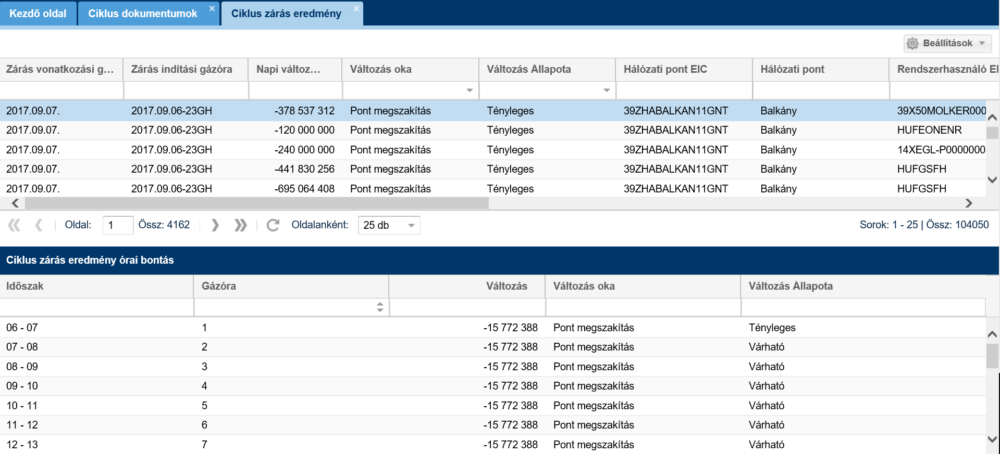 Kezdő oldal Ciklus dokumentumok Ciklus zárás eredmény
Beállítások
Zárás vonatkozási g... Zárás indítási gázóra Napi változ... Változás oka Változás Állapota Hálózati pont EIC Hálózati pont Rendszerhasználó EI
2017.09.07. 2017.09.06-23GH -378 537 312 Pont megszakítás Tényleges 39ZHABALKAN11GNT Balkány 39X50MOLKER000
2017.09.07. 2017.09.06-23GH -120 000 000 Pont megszakítás Tényleges 39ZHABALKAN11GNT Balkány HUFEONENR
2017.09.07. 2017.09.06-23GH -240 000 000 Pont megszakítás Tényleges 39ZHABALKAN11GNT Balkány 14XEGL-P0000000
2017.09.07. 2017.09.06-23GH -441 830 256 Pont megszakítás Tényleges 39ZHABALKAN11GNT Balkány HUFGSFH
2017.09.07. 2017.09.06-23GH -695 064 408 Pont megszakítás Tényleges 39ZHABALKAN11GNT Balkány HUFGSFH
Oldal: 1 Össz: 4162 Oldalanként: 25 db Sorok: 1 - 25 | Össz: 104050
Ciklus zárás eredmény órai bontás
Időszak Gázóra Változás Változás oka Változás Állapota
06 - 07 1 -15 772 388 Pont megszakítás Tényleges
07 - 08 2 -15 772 388 Pont megszakítás Várható
08 - 09 3 -15 772 388 Pont megszakítás Várható
09 - 10 4 -15 772 388 Pont megszakítás Várható
10 - 11 5 -15 772 388 Pont megszakítás Várható
11 - 12 6 -15 772 388 Pont megszakítás Várható
12 - 13 7 -15 772 388 Pont megszakítás Várható